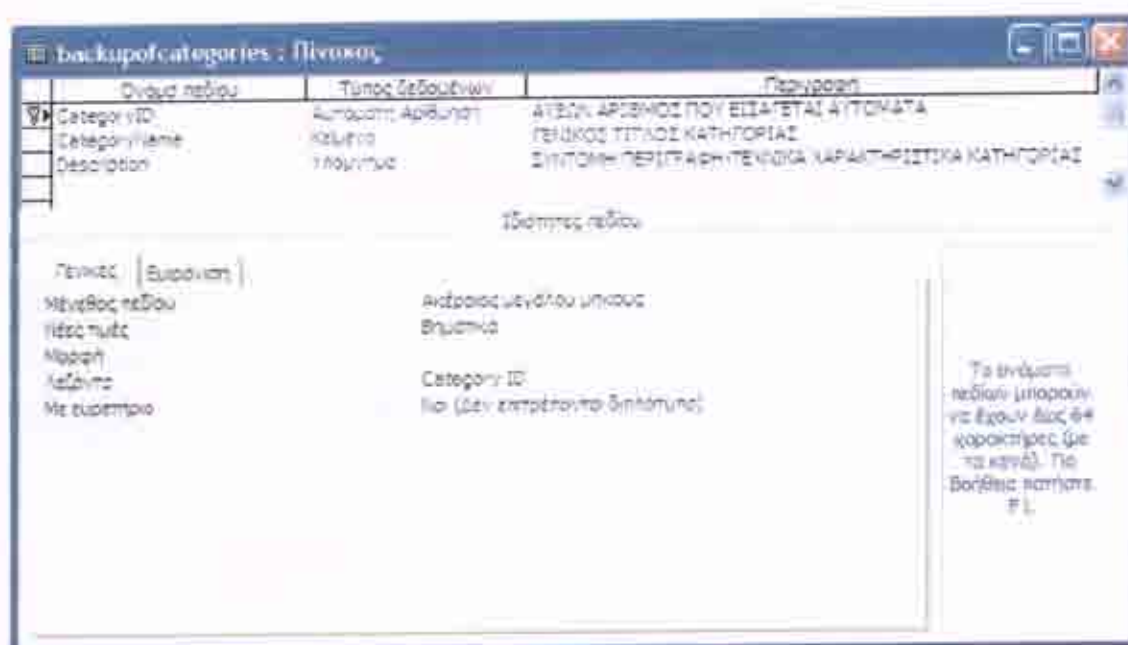 backupofcategories : Πίνακας
Όνομα πεδίου Τύπος δεδομένων Περιγραφή
CategoryID Αυτόματη Αρίθμηση ΑΥΞΩΝ ΑΡΙΘΜΟΣ ΠΟΥ ΕΙΣΑΓΕΤΑΙ ΑΥΤΟΜΑΤΑ
CategoryName Κείμενο ΓΕΝΙΚΟΣ ΤΙΤΛΟΣ ΚΑΤΗΓΟΡΙΑΣ
Description Υπόμνημα ΣΥΝΤΟΜΗ ΠΕΡΙΓΡΑΦΗ/ΤΕΧΝΙΚΑ ΧΑΡΑΚΤΗΡΙΣΤΙΚΑ ΚΑΤΗΓΟΡΙΑΣ
Ιδιότητες πεδίου
Γενικές Εμφάνιση
Μέγεθος πεδίου Ακέραιος μεγάλου μήκους
Νέες τιμές Βηματικά
Μορφή
Λεζάντα Category ID
Με ευρετήριο Ναι (Δεν επιτρέπονται διπλότυπα)
Τα ονόματα
πεδίων μπορούν
να έχουν έως 64
χαρακτήρες (με
τα κενά). Για
βοήθεια πατήστε
F1.